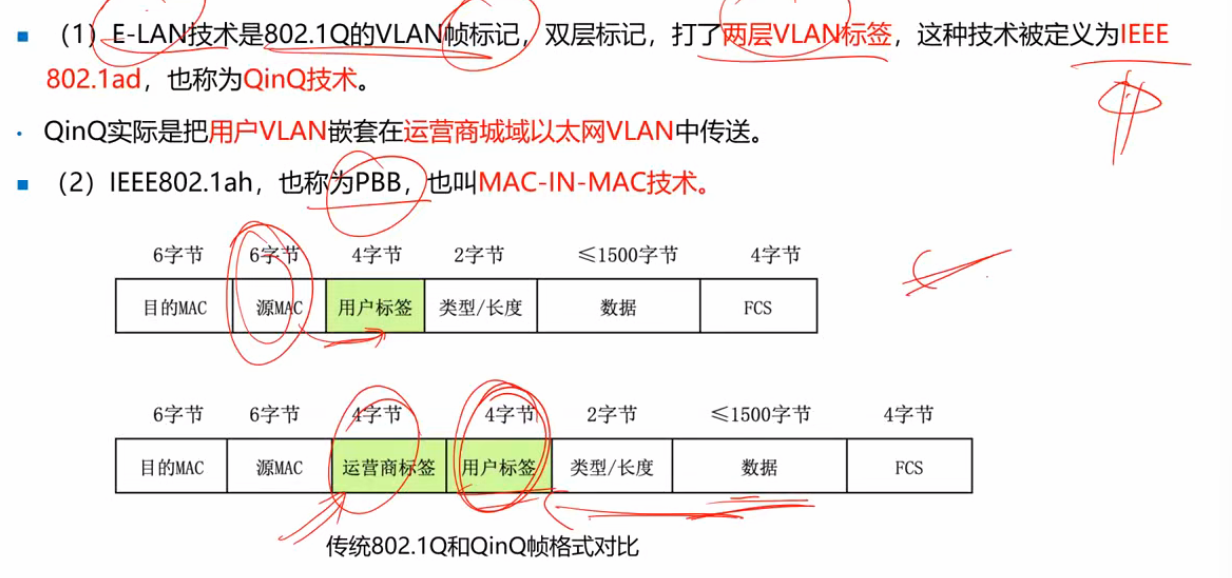 （1）E-LAN技术是802.1Q的VLAN帧标记，双层标记，打了两层VLAN标签，这种技术被定义为IEEE
802.1ad，也称为QinQ技术。
QinQ实际是把用户VLAN嵌套在运营商城域以太网VLAN中传送。
（2）IEEE802.1ah，也称为PBB，也叫MAC-IN-MAC技术。
6字节 6字节 4字节 2字节 ≤1500字节 4字节
目的MAC 源MAC 用户标签 类型/长度 数据 FCS
6字节 6字节 4字节 4字节 2字节 ≤1500字节 4字节
目的MAC 源MAC 运营商标签 用户标签 类型/长度 数据 FCS
传统802.1Q和QinQ帧格式对比